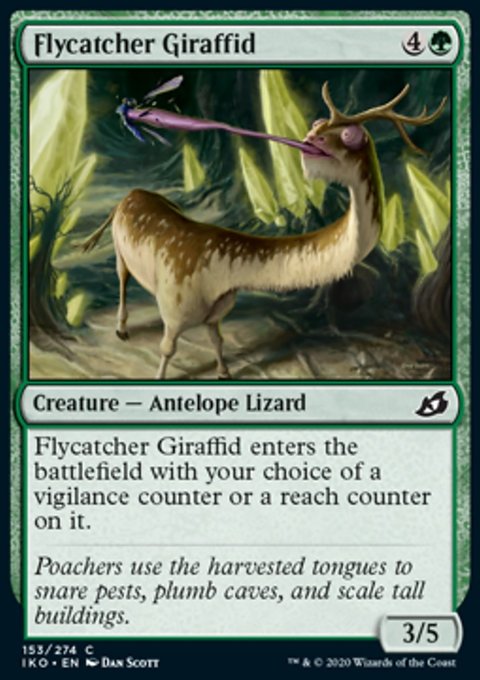 Flycatcher Giraffid 4
Creature — Antelope Lizard
Flycatcher Giraffid enters the
battlefield with your choice of a
vigilance counter or a reach counter
on it.
Poachers use the harvested tongues to
snare pests, plumb caves, and scale tall
buildings.
3/5
153/274 C
IKO • EN Dan Scott
™ & © 2020 Wizards of the Coast